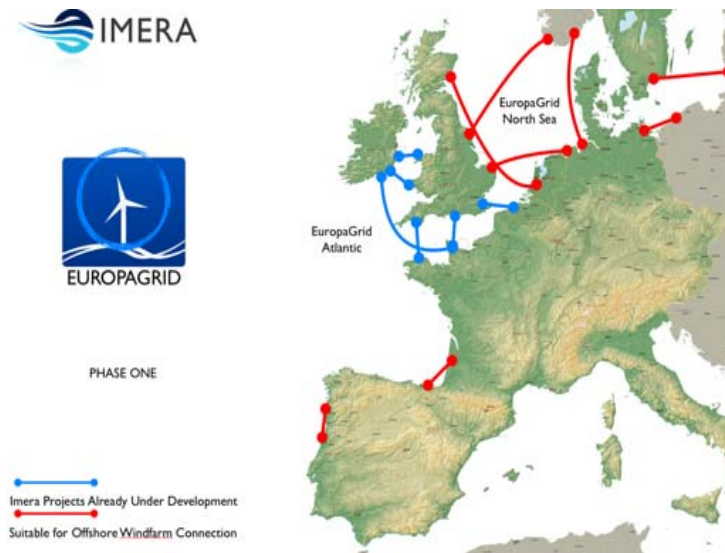 IMERA
EuropaGrid
North Sea
EuropaGrid
Atlantic
EUROPAGRID
PHASE ONE
Imera Projects Already Under Development
Suitable for Offshore Windfarm Connection